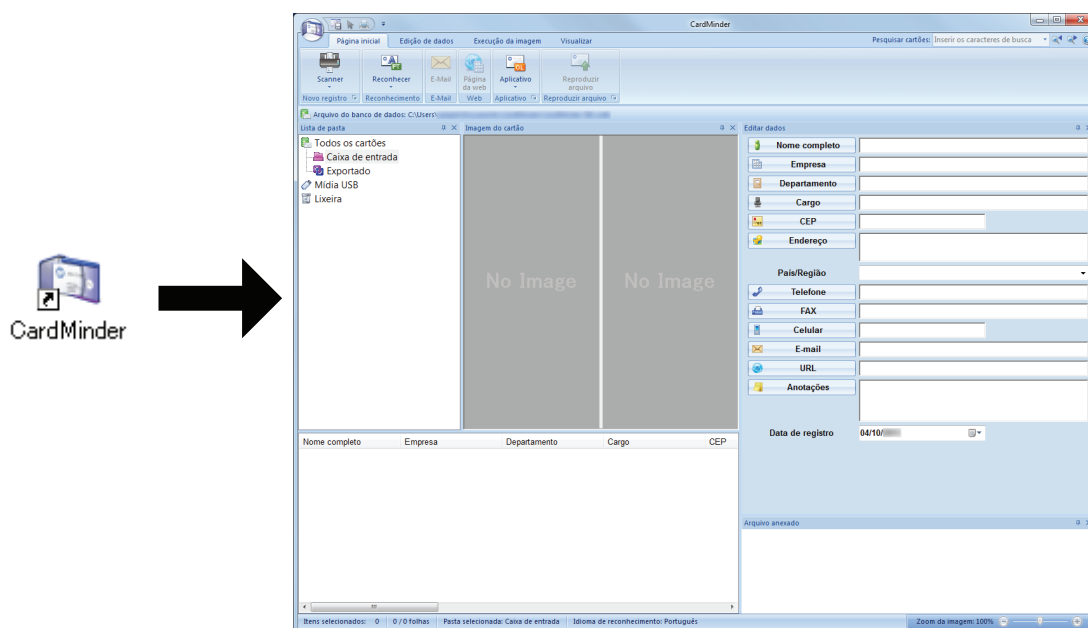 CardMinder
CardMinder
Página inicial
Edição de dados
Execução da imagem
Visualizar
Pesquisar cartões:
Inserir os caracteres de busca
Scanner
Reconhecer
E-Mail
Página
da web
Aplicativo
Reproduzir
arquivo
Novo registro
Reconhecimento
E-Mail
Web
Aplicativo
Reproduzir arquivo
Arquivo do banco de dados: C:\Users\
Lista de pasta
Todos os cartões
Caixa de entrada
Exportado
Mídia USB
Lixeira
Imagem do cartão
No Image
No Image
Editar dados
Nome completo
Empresa
Departamento
Cargo
CEP
Endereço
País/Região
Telefone
FAX
Celular
E-mail
URL
Anotações
Data de registro
04/10/
Nome completo
Empresa
Departamento
Cargo
CEP
Arquivo anexado
Itens selecionados: 0
0 / 0 folhas
Pasta selecionada: Caixa de entrada
Idioma de reconhecimento: Português
Zoom da imagem: 100%